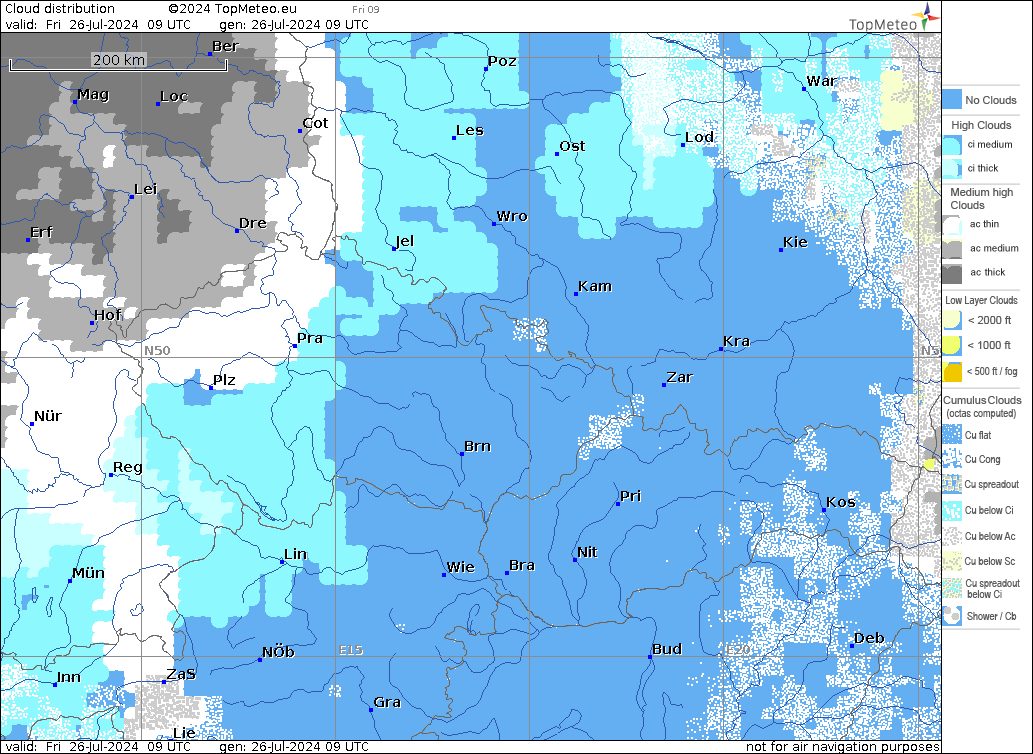 Cloud distribution ©2024 TopMeteo.eu Fri 09
valid: Fri 26-Jul-2024 09 UTC gen: 26-Jul-2024 09 UTC
TopMeteo
Ber
200 km
Poz
War
Mag
Loc
Cot
Les
Lod
Ost
Lei
Wro
Dre
Erf
Jel
Kie
Kam
Hof
Pra
Kra
N50
N5
Plz
Zar
Nür
Brn
Reg
Pri
Kos
Lin
Nit
Wie
Bra
Mün
Deb
NÖb
E15
Bud
E20
Inn
ZaS
Gra
Lie
valid: Fri 26-Jul-2024 09 UTC gen: 26-Jul-2024 09 UTC not for air navigation purposes
No Clouds
High Clouds
ci medium
ci thick
Medium high
Clouds
ac thin
ac medium
ac thick
Low Layer Clouds
< 2000 ft
< 1000 ft
< 500 ft / fog
Cumulus Clouds
(octas computed)
Cu flat
Cu Cong
Cu spreadout
Cu below Ci
Cu below Ac
Cu below Sc
Cu spreadout
below Ci
Shower / Cb